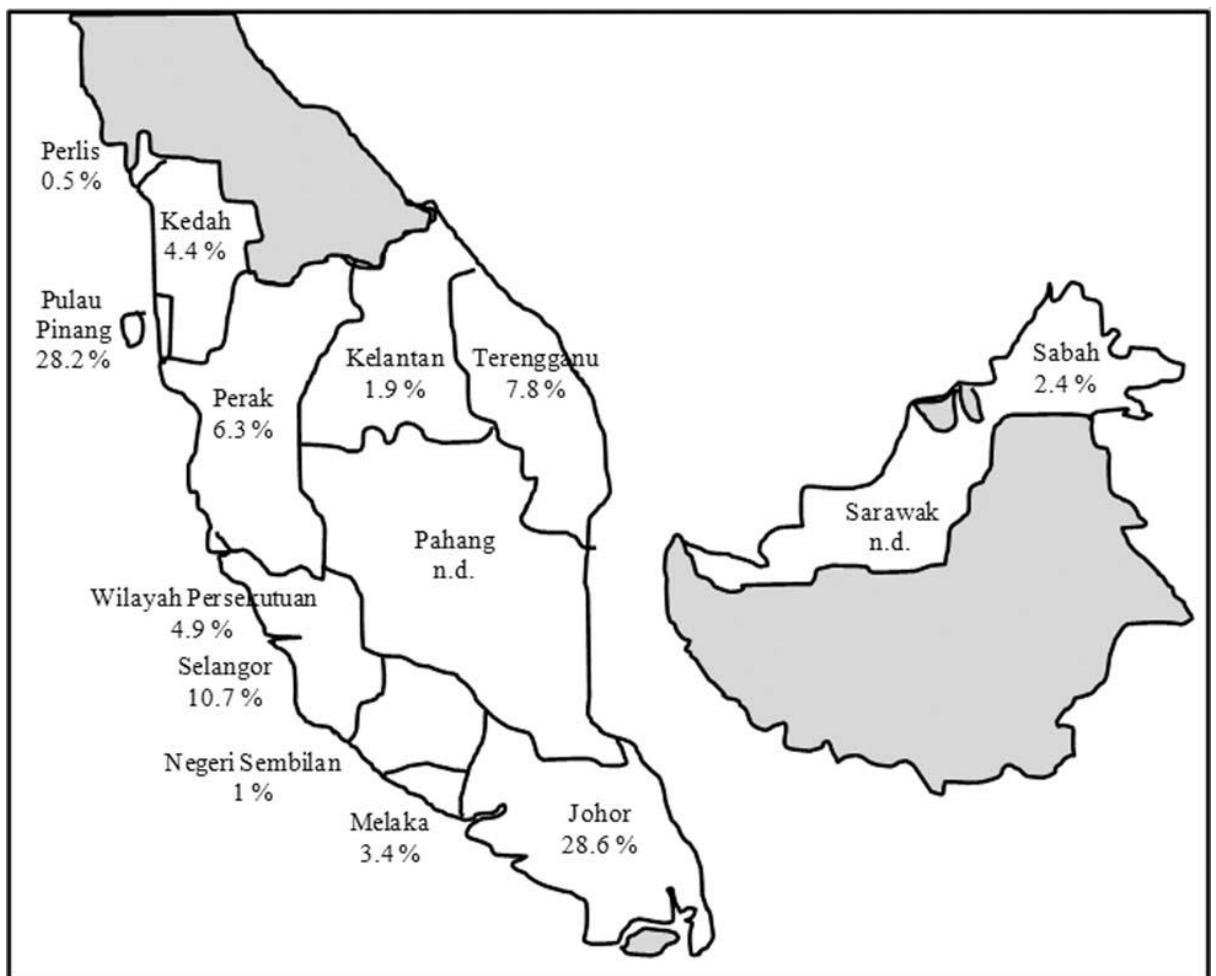 Perlis
0.5 %
Kedah
4.4 %
Pulau
Pinang
28.2 %
Perak
6.3 %
Kelantan
1.9 %
Terengganu
7.8 %
Pahang
n.d.
Wilayah Persekutuan
4.9 %
Selangor
10.7 %
Negeri Sembilan
1 %
Melaka
3.4 %
Johor
28.6 %
Sabah
2.4 %
Sarawak
n.d.